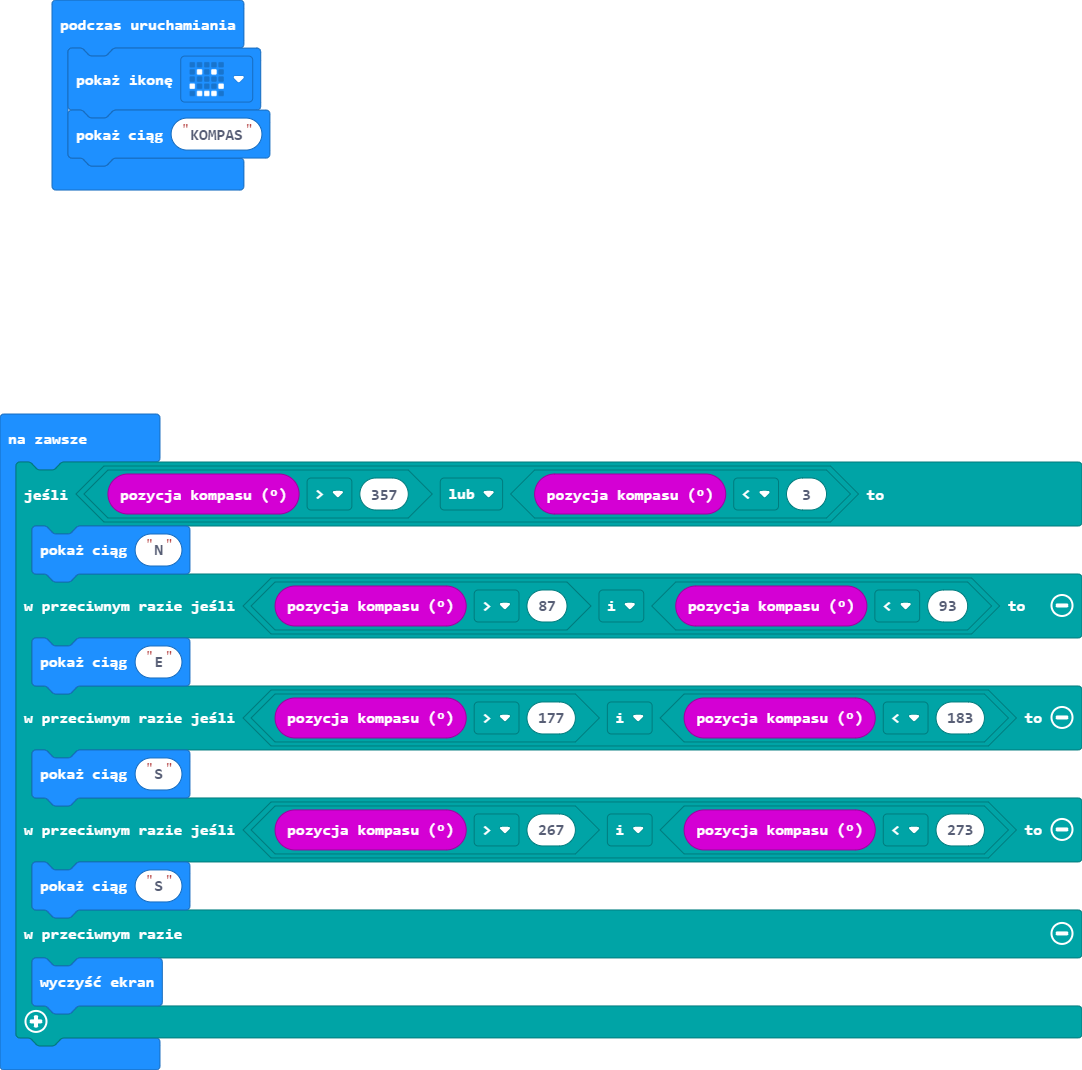 podczas uruchamiania
pokaż ikonę
pokaż ciąg "KOMPAS"
na zawsze
jeśli pozycja kompasu (º) > 357 lub pozycja kompasu (º) < 3 to
pokaż ciąg "N"
w przeciwnym razie jeśli pozycja kompasu (º) > 87 i pozycja kompasu (º) < 93 to
pokaż ciąg "E"
w przeciwnym razie jeśli pozycja kompasu (º) > 177 i pozycja kompasu (º) < 183 to
pokaż ciąg "S"
w przeciwnym razie jeśli pozycja kompasu (º) > 267 i pozycja kompasu (º) < 273 to
pokaż ciąg "S"
w przeciwnym razie
wyczyść ekran